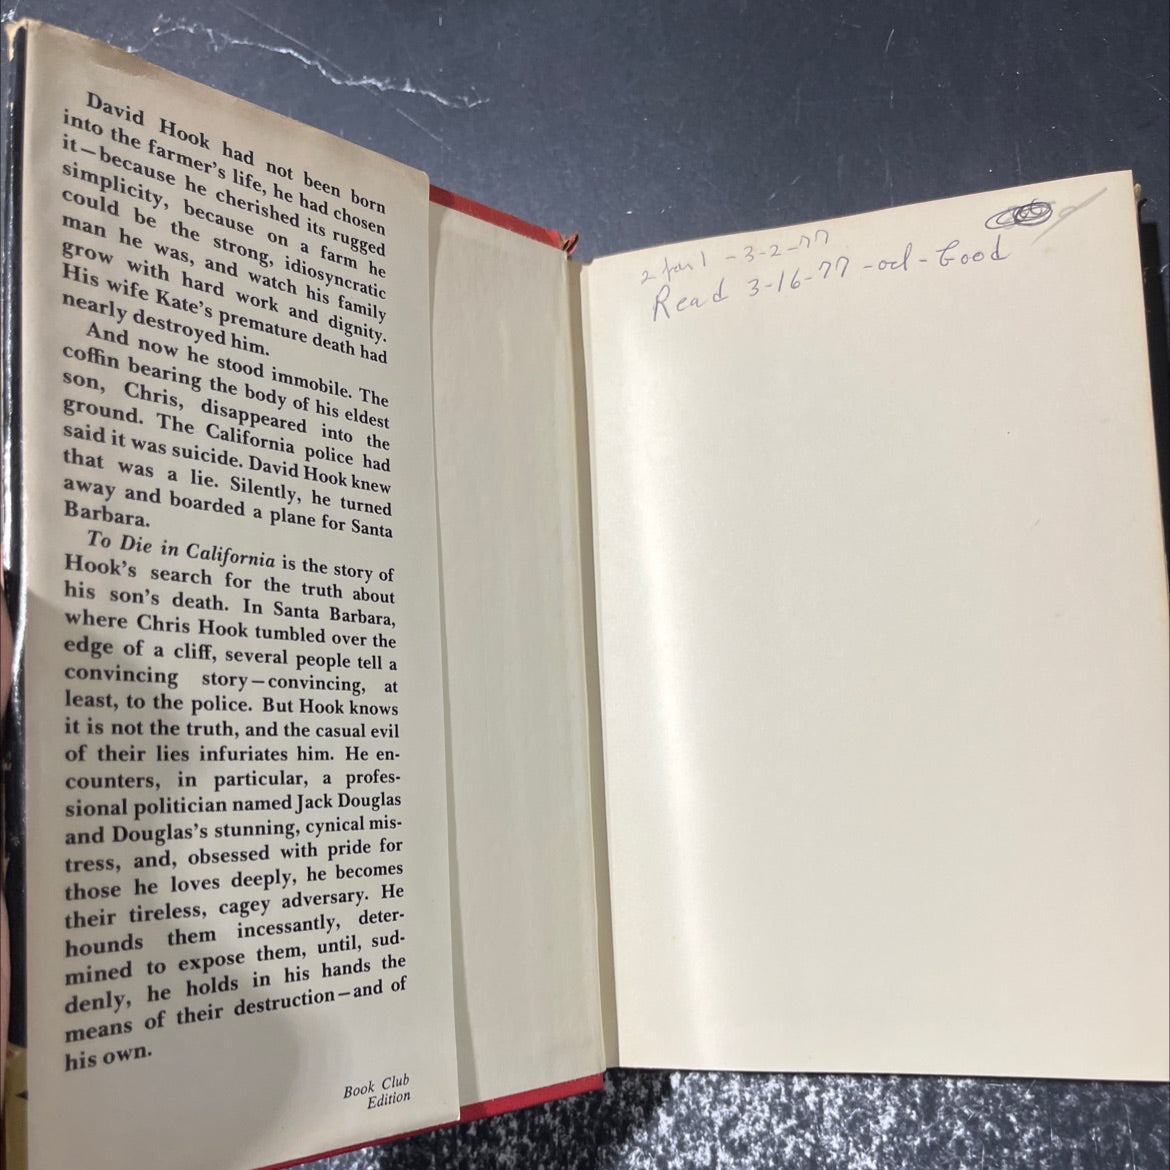 David Hook had not been born
into the farmer's life, he had chosen
it—because he cherished its rugged
simplicity, because on a farm he
could be the strong, idiosyncratic
man he was, and watch his family
grow with hard work and dignity.
His wife Kate's premature death had
nearly destroyed him.
And now he stood immobile. The
coffin bearing the body of his eldest
son, Chris, disappeared into the
ground. The California police had
said it was suicide. David Hook knew
that was a lie. Silently, he turned
away and boarded a plane for Santa
Barbara.
To Die in California is the story of
Hook's search for the truth about
his son's death. In Santa Barbara,
where Chris Hook tumbled over the
edge of a cliff, several people tell a
convincing story—convincing, at
least, to the police. But Hook knows
it is not the truth, and the casual evil
of their lies infuriates him. He en-
counters, in particular, a profes-
sional politician named Jack Douglas
and Douglas's stunning, cynical mis-
tress, and, obsessed with pride for
those he loves deeply, he becomes
their tireless, cagey adversary. He
hounds them incessantly, deter-
mined to expose them, until, sud-
denly, he holds in his hands the
means of their destruction—and of
his own.
Book Club
Edition
2 for 1 - 3-2-77
Read 3-16-77 - - Good